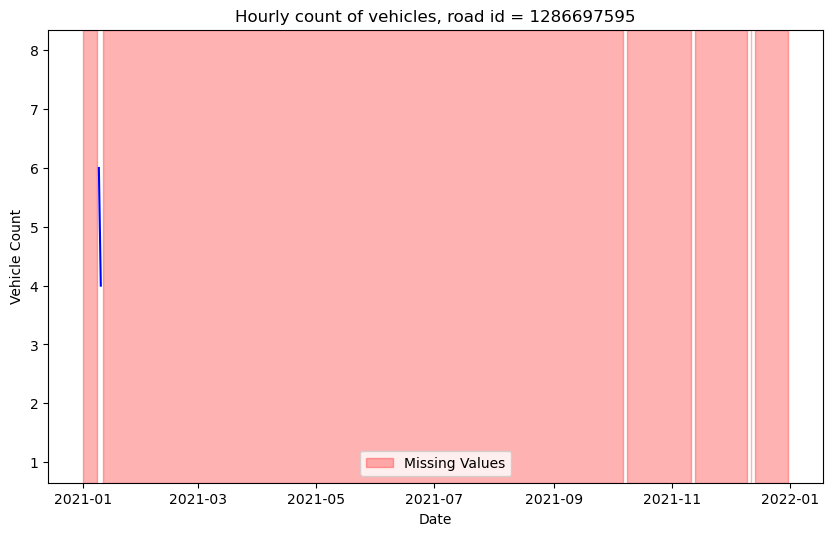 Hourly count of vehicles, road id = 1286697595
Vehicle Count
8
7
6
5
4
3
2
1
Missing Values
2021-01 2021-03 2021-05 2021-07 2021-09 2021-11 2022-01
Date